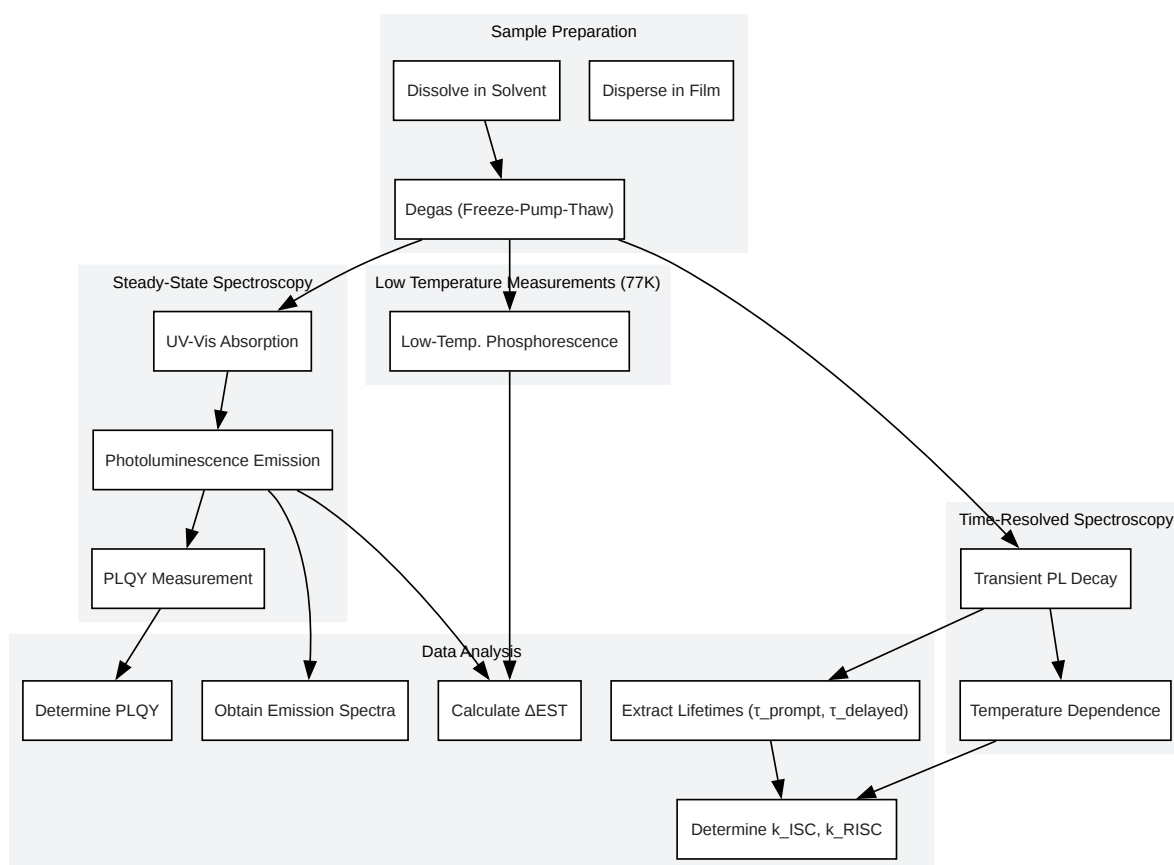 Sample Preparation
Dissolve in Solvent
Disperse in Film
Degas (Freeze-Pump-Thaw)
Steady-State Spectroscopy
Low Temperature Measurements (77K)
UV-Vis Absorption
Low-Temp. Phosphorescence
Photoluminescence Emission
Time-Resolved Spectroscopy
PLQY Measurement
Transient PL Decay
Data Analysis
Determine PLQY
Obtain Emission Spectra
Calculate ΔEST
Extract Lifetimes (τ_prompt, τ_delayed)
Temperature Dependence
Determine k_ISC, k_RISC